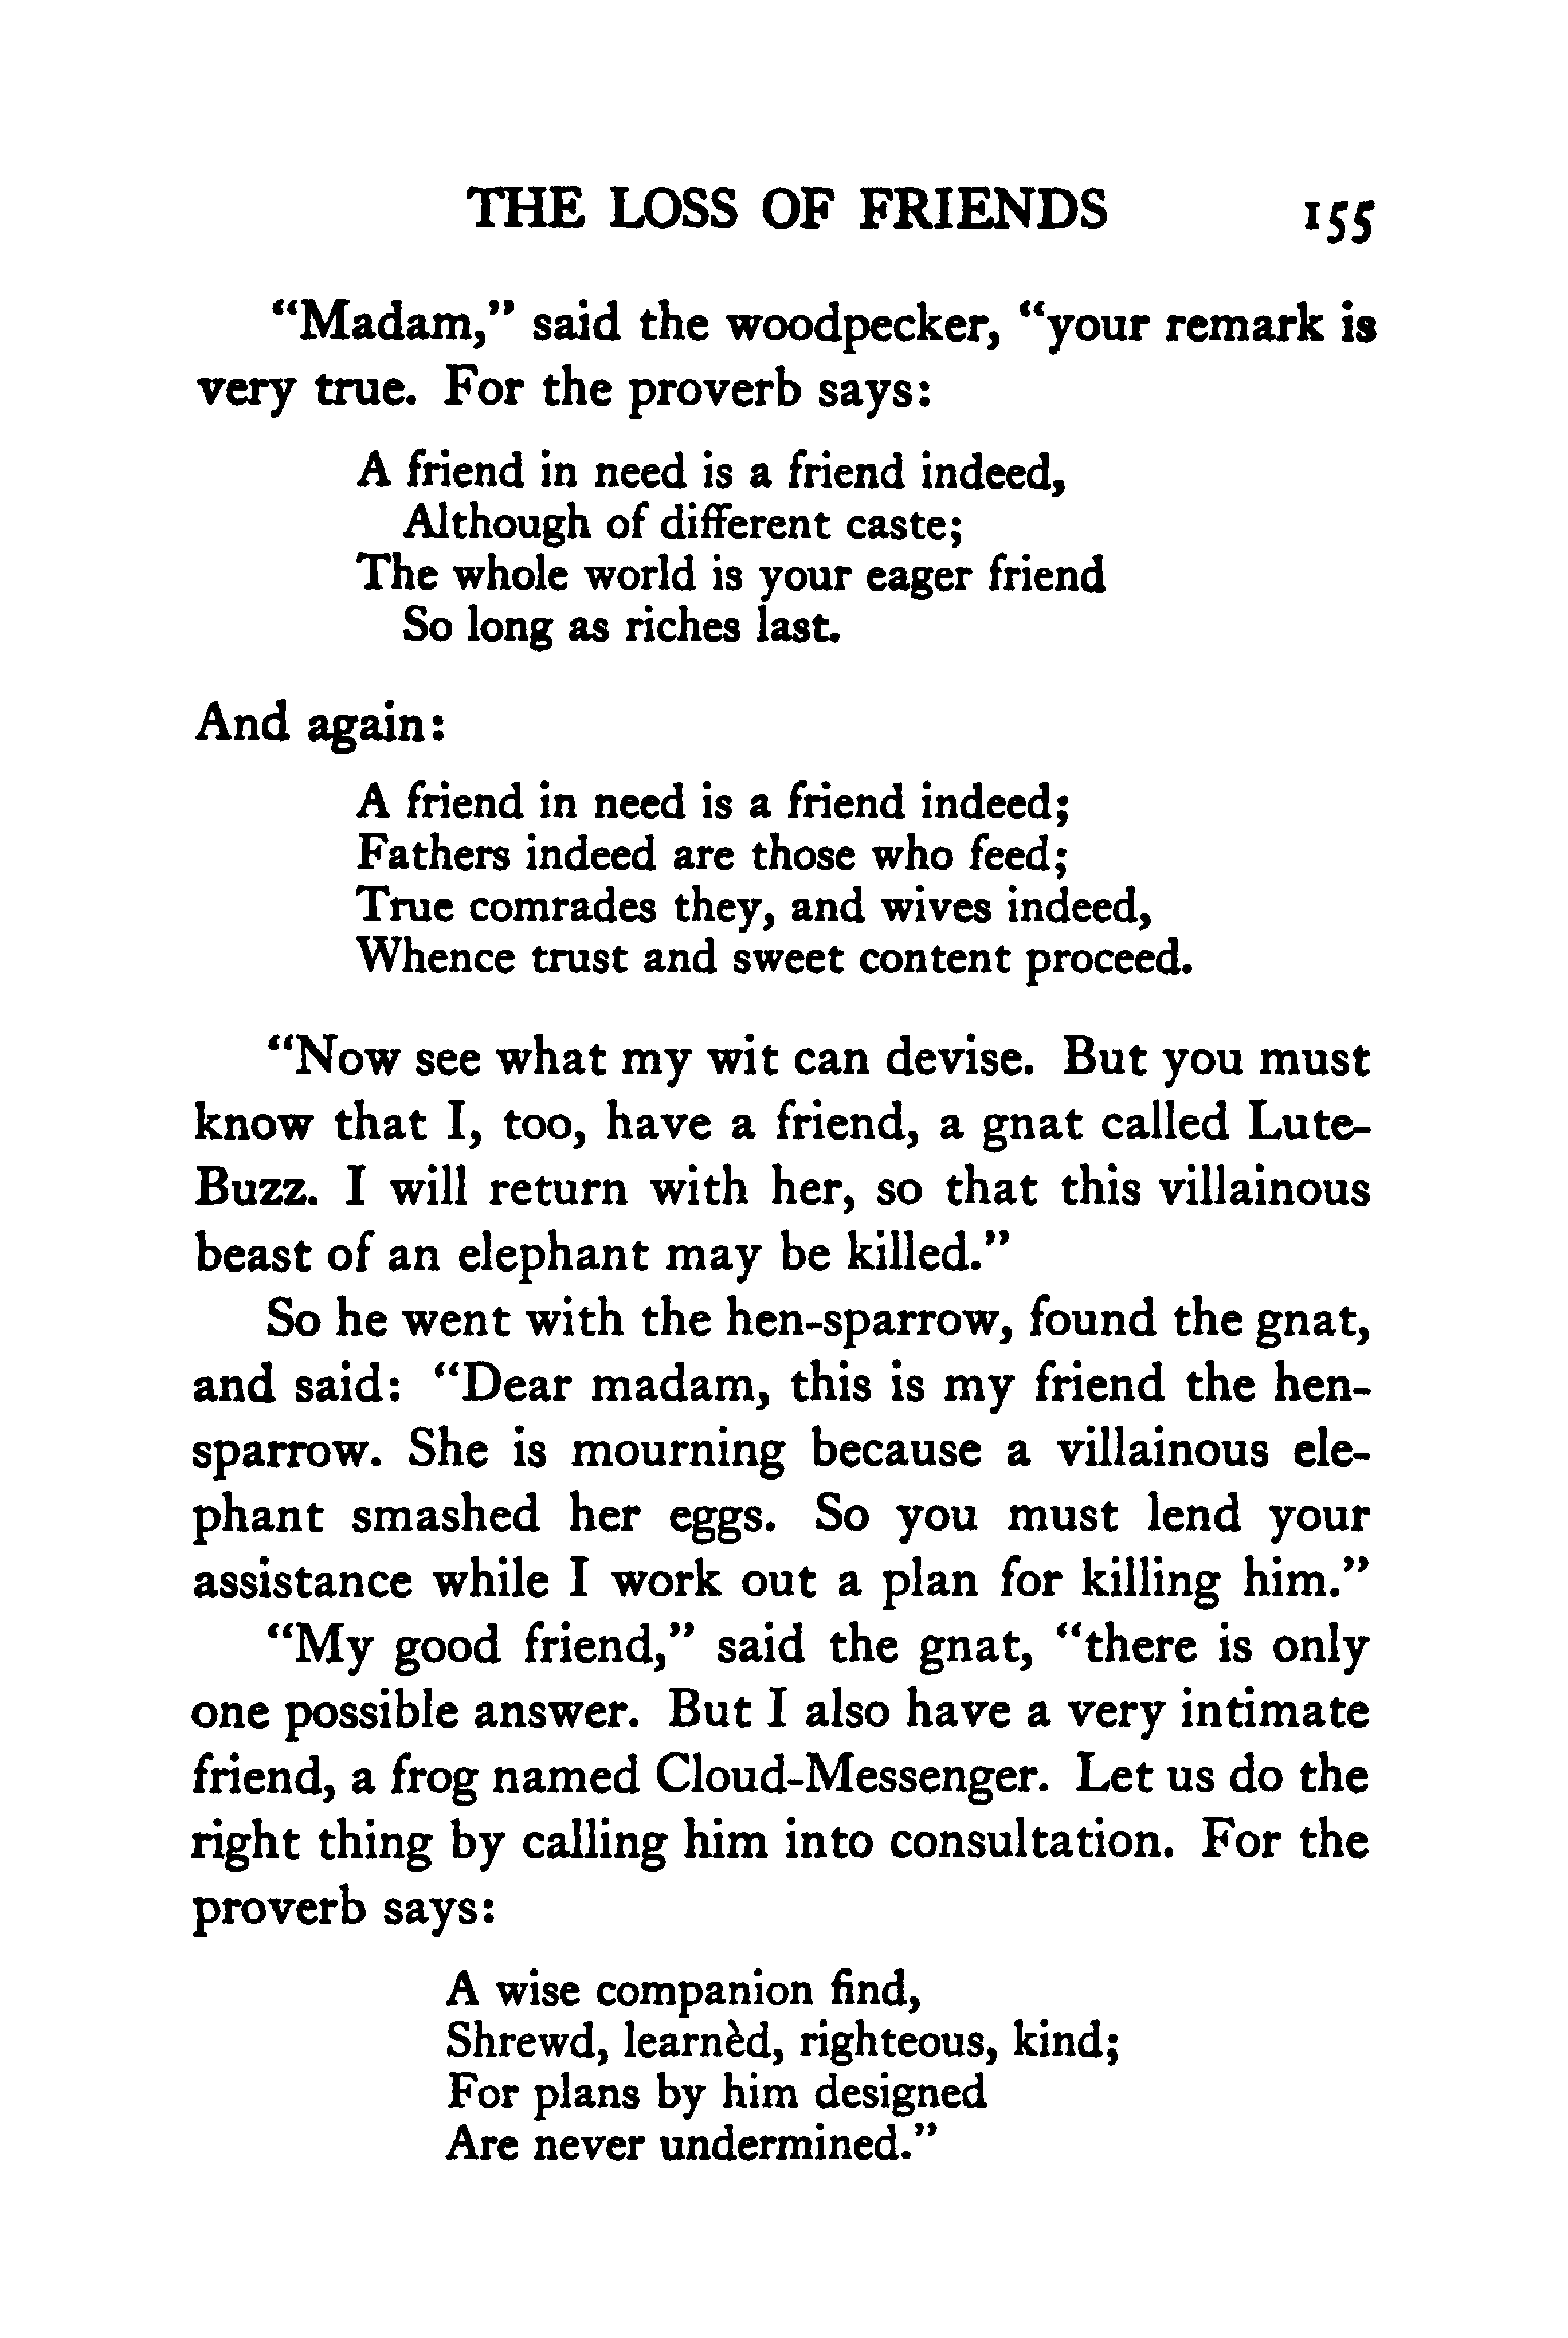 THE LOSS OF FRIENDS 155
“Madam,” said the woodpecker, “your remark is
very true. For the proverb says:
A friend in need is a friend indeed,
Although of different caste;
The whole world is your eager friend
So long as riches last.
And again:
A friend in need is a friend indeed;
Fathers indeed are those who feed;
True comrades they, and wives indeed,
Whence trust and sweet content proceed.
“Now see what my wit can devise. But you must
know that I, too, have a friend, a gnat called Lute-
Buzz. I will return with her, so that this villainous
beast of an elephant may be killed.”
So he went with the hen-sparrow, found the gnat,
and said: “Dear madam, this is my friend the hen-
sparrow. She is mourning because a villainous ele-
phant smashed her eggs. So you must lend your
assistance while I work out a plan for killing him.”
“My good friend,” said the gnat, “there is only
one possible answer. But I also have a very intimate
friend, a frog named Cloud-Messenger. Let us do the
right thing by calling him into consultation. For the
proverb says:
A wise companion find,
Shrewd, learnèd, righteous, kind;
For plans by him designed
Are never undermined.”